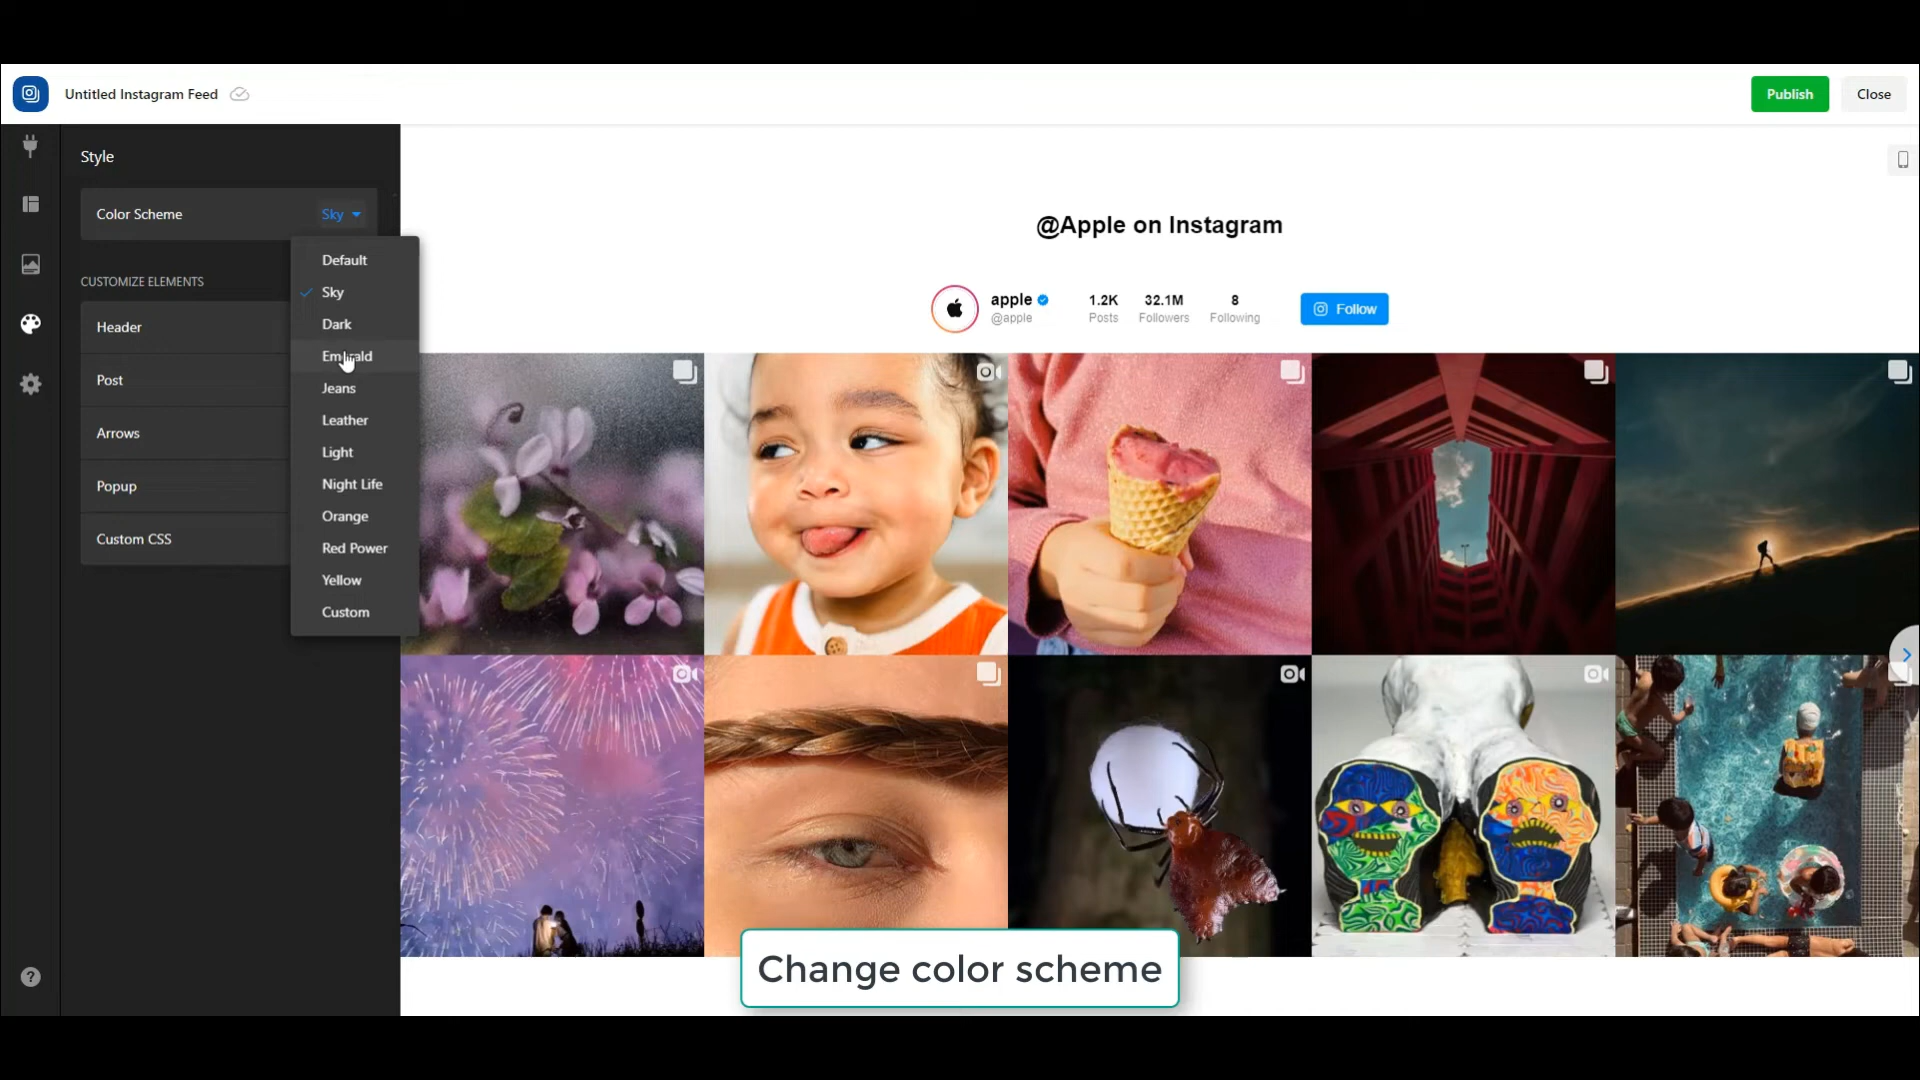 Untitled Instagram Feed
Publish
Close
Style
Color Scheme
Sky
Default
Sky
Dark
Emerald
Jeans
Leather
Light
Night Life
Orange
Red Power
Yellow
Custom
CUSTOMIZE ELEMENTS
Header
Post
Arrows
Popup
Custom CSS
?
@Apple on Instagram
apple
@apple
1.2K
Posts
32.1M
Followers
8
Following
Follow
Change color scheme